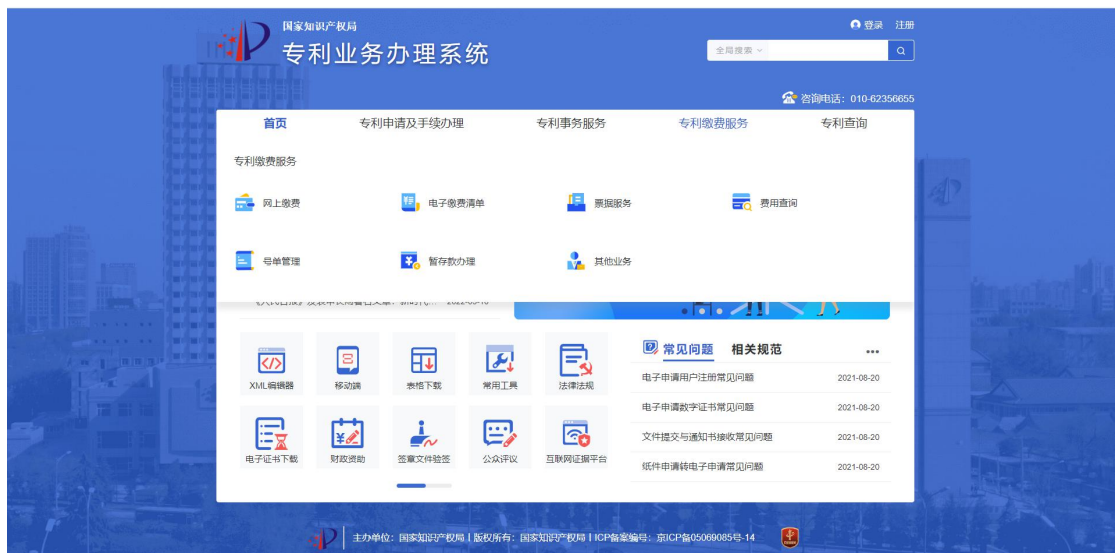 国家知识产权局
专利业务办理系统
登录 注册
全局搜索
咨询电话：010-62356655
首页 专利申请及手续办理 专利事务服务 专利缴费服务 专利查询
专利缴费服务
网上缴费 电子缴费清单 票据服务 费用查询
号单管理 暂存款办理 其他业务
常见问题 相关规范
电子申请用户注册常见问题 2021-08-20
电子申请数字证书常见问题 2021-08-20
文件提交与通知书接收常见问题 2021-08-20
纸件申请转电子申请常见问题 2021-08-20
XML编辑器 移动端 表格下载 常用工具 法律法规
电子证书下载 财政资助 签章文件验签 公众评议 互联网证据平台
主办单位：国家知识产权局 | 版权所有：国家知识产权局 | ICP备案编号：京ICP备05069085号-14